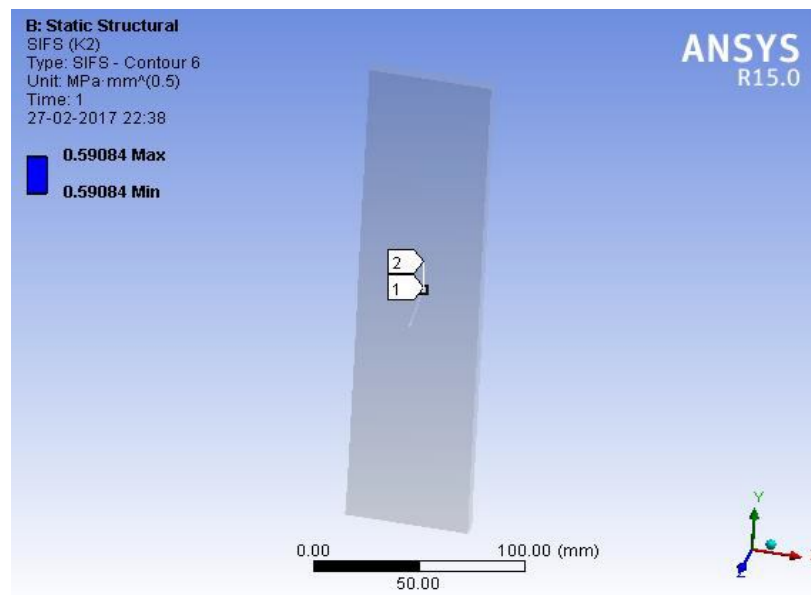 B: Static Structural
SIFS (K2)
Type: SIFS - Contour 6
Unit: MPa·mm^(0.5)
Time: 1
27-02-2017 22:38
0.59084 Max
0.59084 Min
ANSYS
R15.0
2
1
0.00
100.00 (mm)
50.00
Y
Z